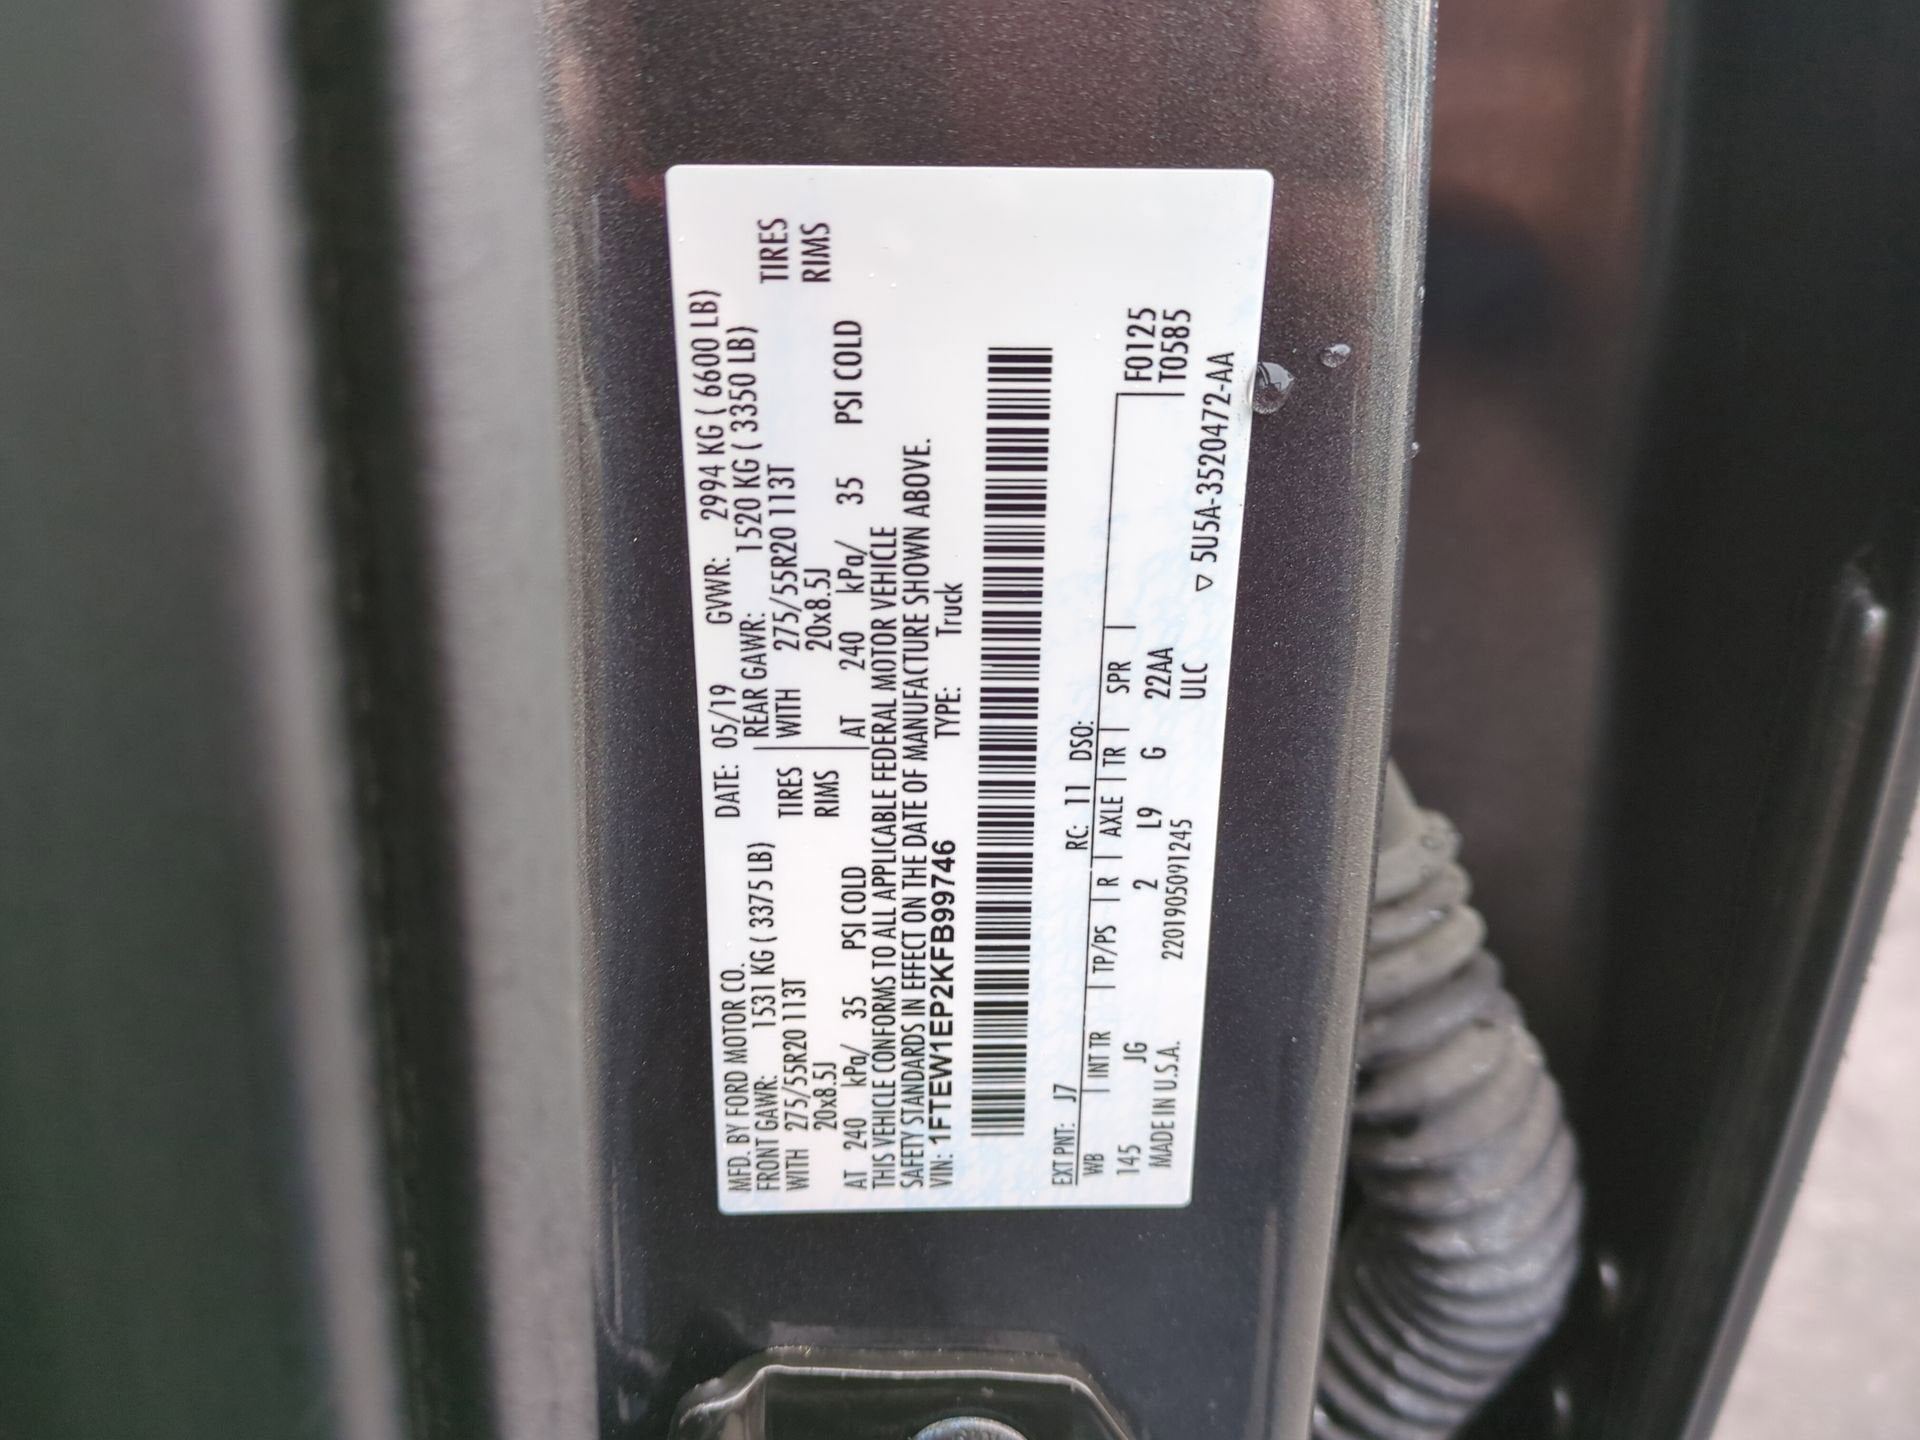 MFD. BY FORD MOTOR CO. DATE: 05/19 GVWR: 2994 KG ( 6600 LB)
FRONT GAWR: 1531 KG ( 3375 LB) REAR GAWR: 1520 KG ( 3350 LB)
WITH 275/55R20 113T TIRES WITH 275/55R20 113T TIRES
20x8.5J RIMS 20x8.5J RIMS
AT 240 kPa/ 35 PSI COLD AT 240 kPa/ 35 PSI COLD
THIS VEHICLE CONFORMS TO ALL APPLICABLE FEDERAL MOTOR VEHICLE
SAFETY STANDARDS IN EFFECT ON THE DATE OF MANUFACTURE SHOWN ABOVE.
VIN: 1FTEW1EP2KFB99746 TYPE: Truck
EXT PNT: J7 RC: 11 DSO:
WB INT TR TP/PS R AXLE TR SPR F0125
145 JG 2 L9 G 22AA T0585
MADE IN U.S.A. 220190509​1245 ULC
▽ 5U5A-3520472-AA